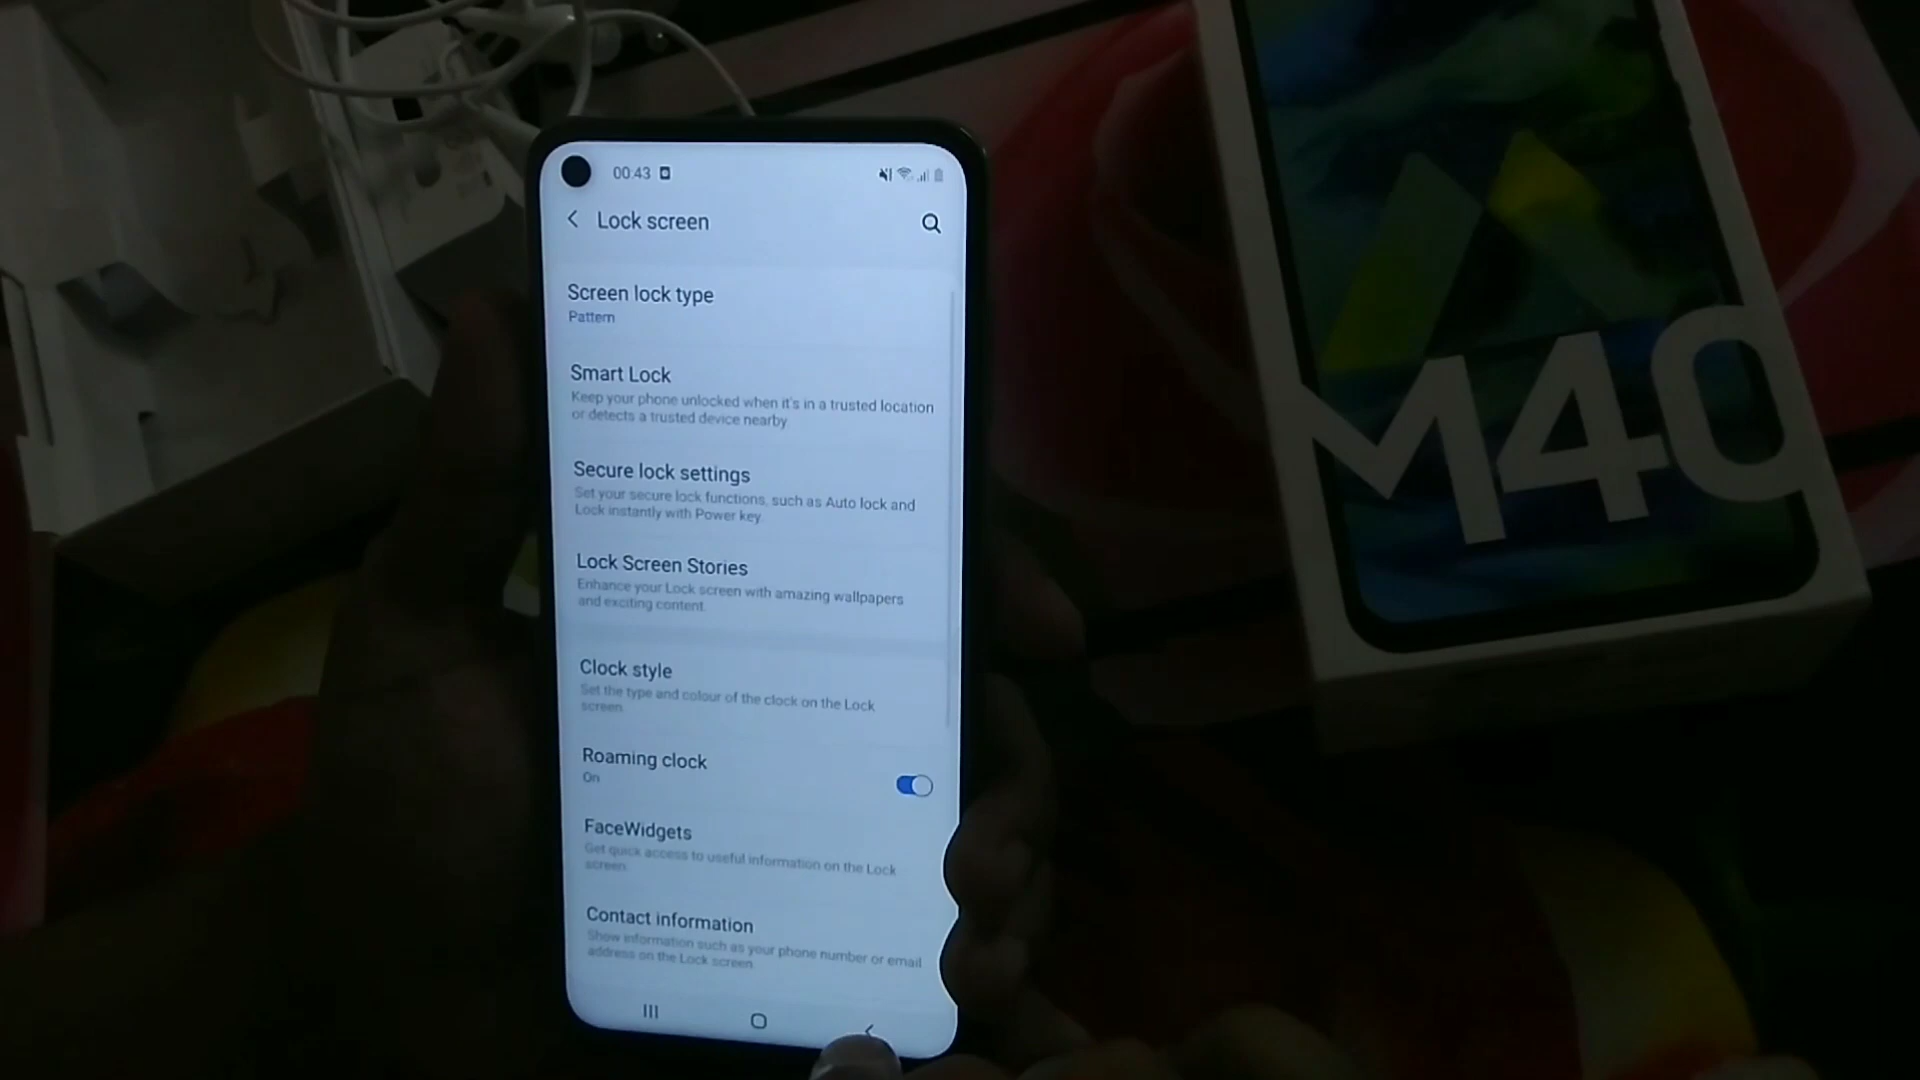 00:43
Lock screen
Screen lock type
Pattern
Smart Lock
Keep your phone unlocked when it's in a trusted location
or detects a trusted device nearby
Secure lock settings
Set your secure lock functions, such as Auto lock and
Lock instantly with Power key.
Lock Screen Stories
Enhance your Lock screen with amazing wallpapers
and exciting content.
Clock style
Set the type and colour of the clock on the Lock
screen.
Roaming clock
On
FaceWidgets
Get quick access to useful information on the Lock
screen.
Contact information
Show information such as your phone number or email
address on the Lock screen.
M40